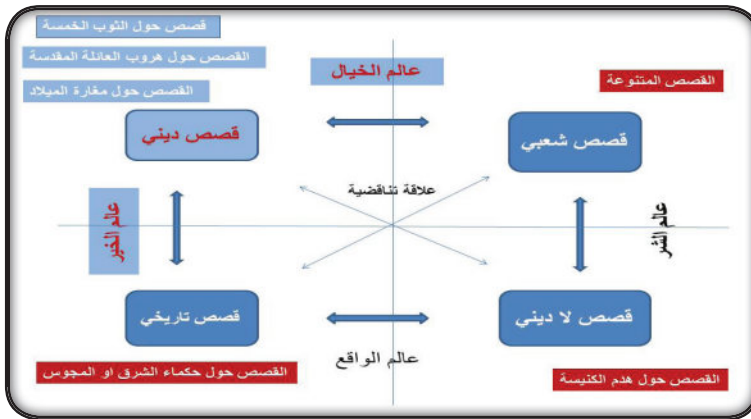 قصص حول الثوب الخمسة
القصص حول هروب العائلة المقدسة
القصص حول مغارة الميلاد
عالم الخيال
القصص المتنوعة
قصص ديني
قصص شعبي
علاقة تناقضية
عالم الخير
عالم الشر
قصص تاريخي
قصص لا ديني
عالم الواقع
القصص حول حكماء الشرق او المجوس
القصص حول هدم الكنيسة